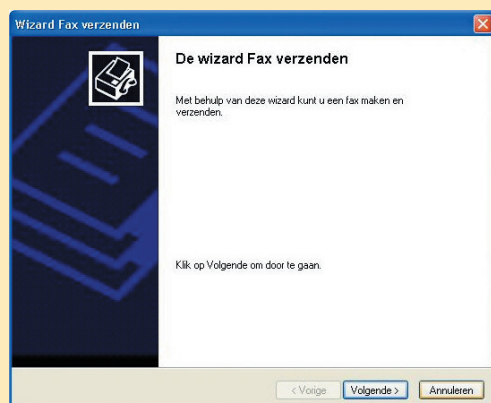 Wizard Fax verzenden
De wizard Fax verzenden
Met behulp van deze wizard kunt u een fax maken en
verzenden.
Klik op Volgende om door te gaan.
< Vorige Volgende > Annuleren